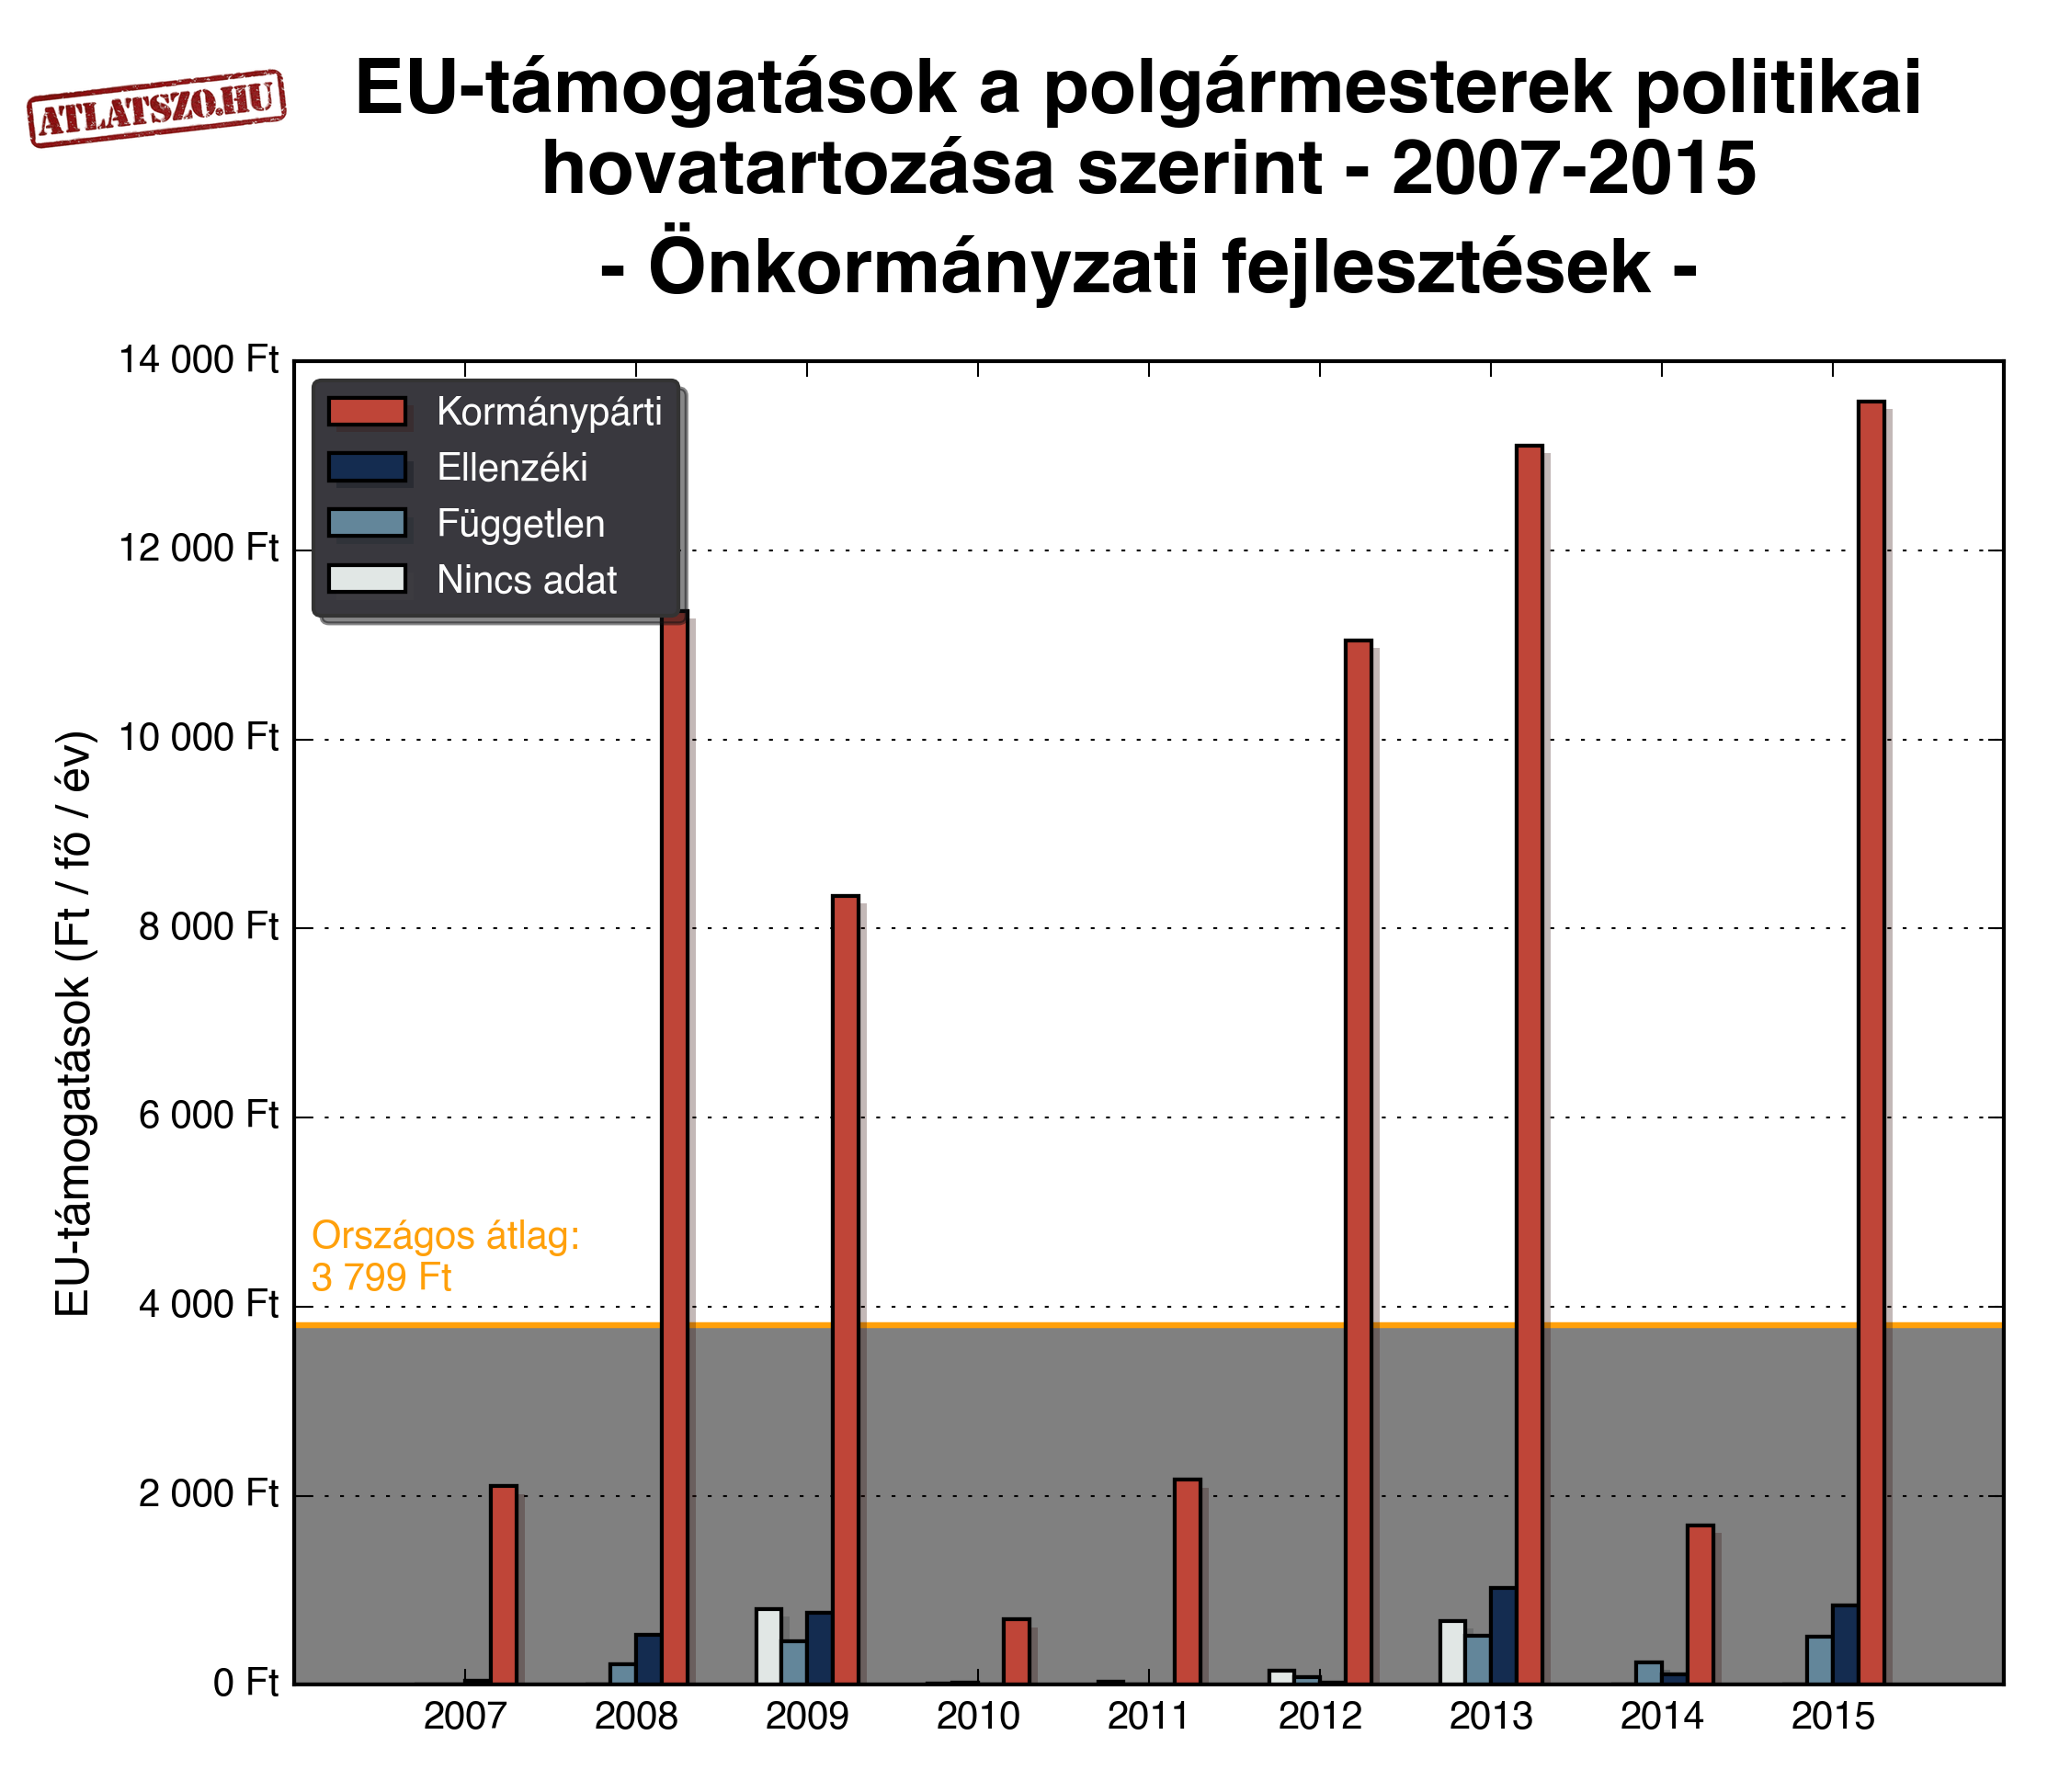 ATLATSZO.HU
EU-támogatások a polgármesterek politikai
hovatartozása szerint - 2007-2015
- Önkormányzati fejlesztések -
EU-támogatások (Ft / fő / év)
14 000 Ft
12 000 Ft
10 000 Ft
8 000 Ft
6 000 Ft
4 000 Ft
2 000 Ft
0 Ft
Kormánypárti
Ellenzéki
Független
Nincs adat
Országos átlag:
3 799 Ft
2007 2008 2009 2010 2011 2012 2013 2014 2015